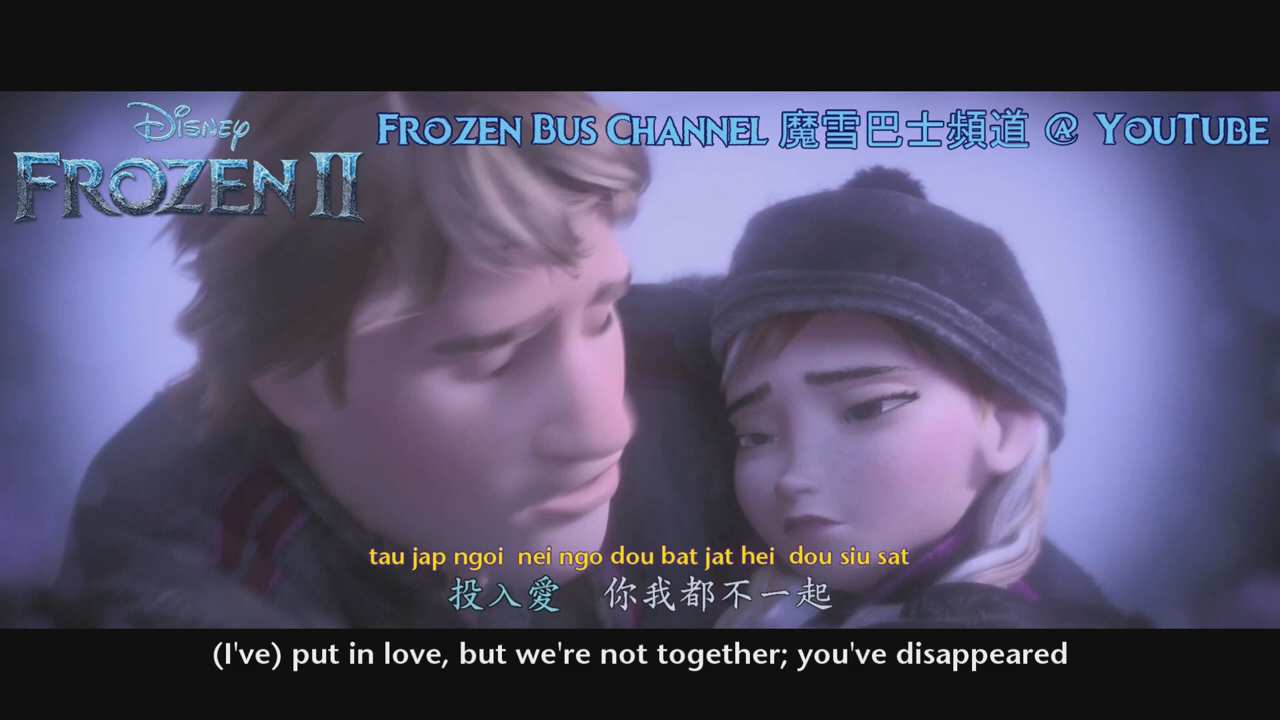 Disney
FROZEN II
FROZEN BUS CHANNEL 魔雪巴士頻道 @ YOUTUBE
tau jap ngoi nei ngo dou bat jat hei dou siu sat
投入愛 你我都不一起
(I've) put in love, but we're not together; you've disappeared